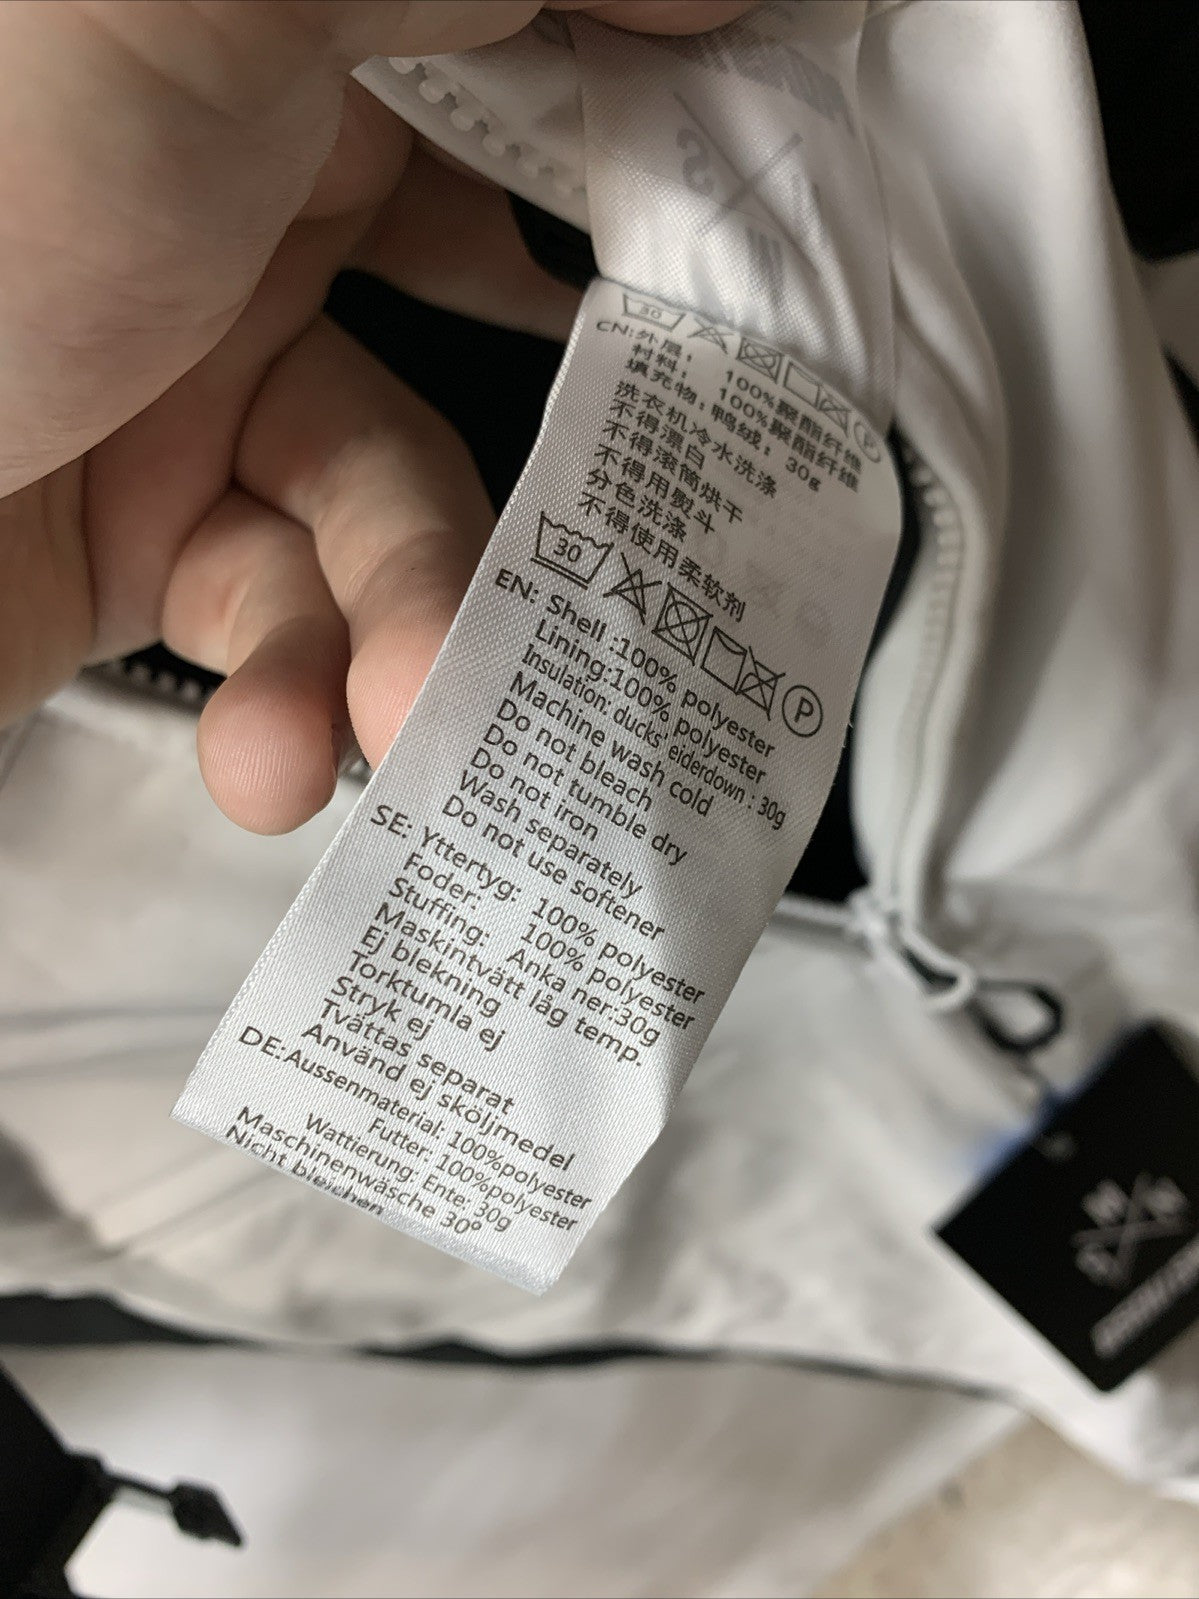 30
CN:外层: 100%聚酯纤维
材料: 100%聚酯纤维
填充物:鸭绒: 30g
洗衣机冷水洗涤
不得漂白
不得滚筒烘干
不得用熨斗
分色洗涤
不得使用柔软剂
P
30
P
EN: Shell :100% polyester
Lining:100% polyester
Insulation: ducks' eiderdown : 30g
Machine wash cold
Do not bleach
Do not tumble dry
Do not iron
Wash separately
Do not use softener
SE: Yttertyg: 100% polyester
Foder: 100% polyester
Stuffing: Anka ner:30g
Maskintvätt låg temp.
Ej blekning
Torktumla ej
Stryk ej
Tvättas separat
Använd ej sköljmedel
DE:Aussenmaterial: 100%polyester
Futter: 100%polyester
Wattierung: Ente: 30g
Maschinenwäsche 30°
Nicht bleichen